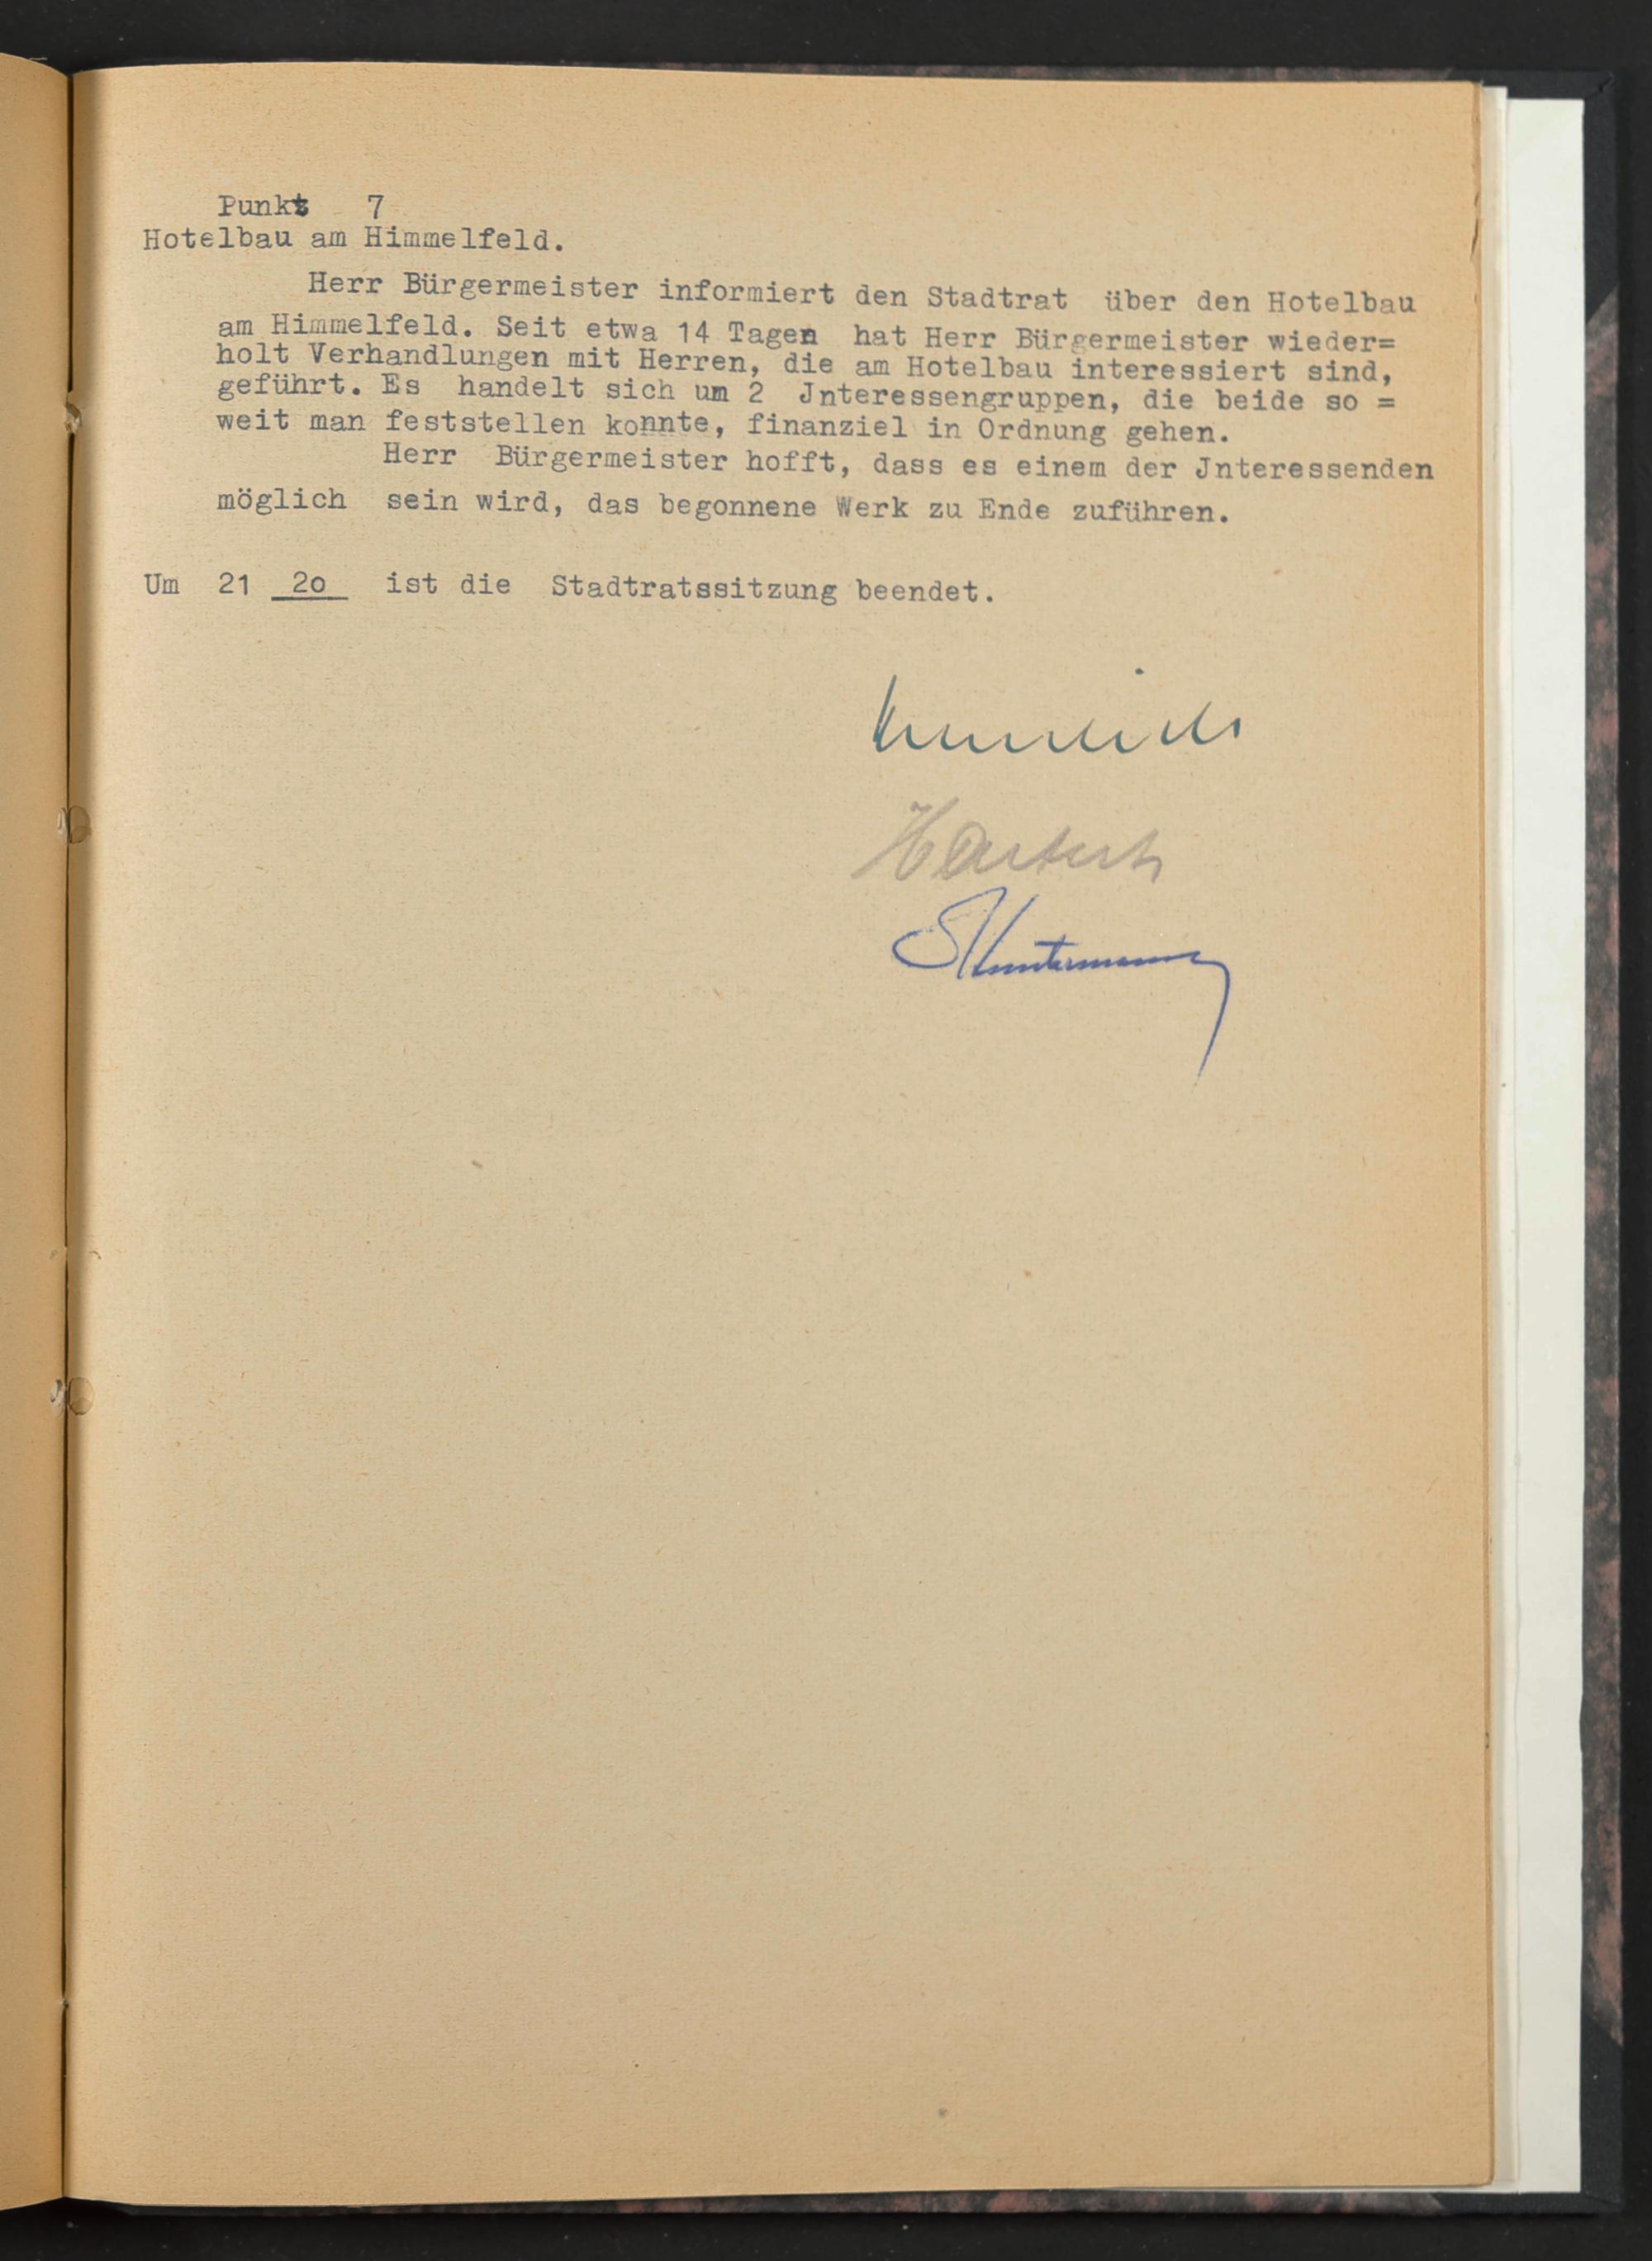 Punkt 7
Hotelbau am Himmelfeld.
Herr Bürgermeister informiert den Stadtrat über den Hotelbau
am Himmelfeld. Seit etwa 14 Tagen hat Herr Bürgermeister wieder=
holt Verhandlungen mit Herren, die am Hotelbau interessiert sind,
geführt. Es handelt sich um 2 Jnteressengruppen, die beide so =
weit man feststellen konnte, finanziel in Ordnung gehen.
Herr Bürgermeister hofft, dass es einem der Jnteressenden
möglich sein wird, das begonnene Werk zu Ende zuführen.
Um 21 2o ist die Stadtratssitzung beendet.